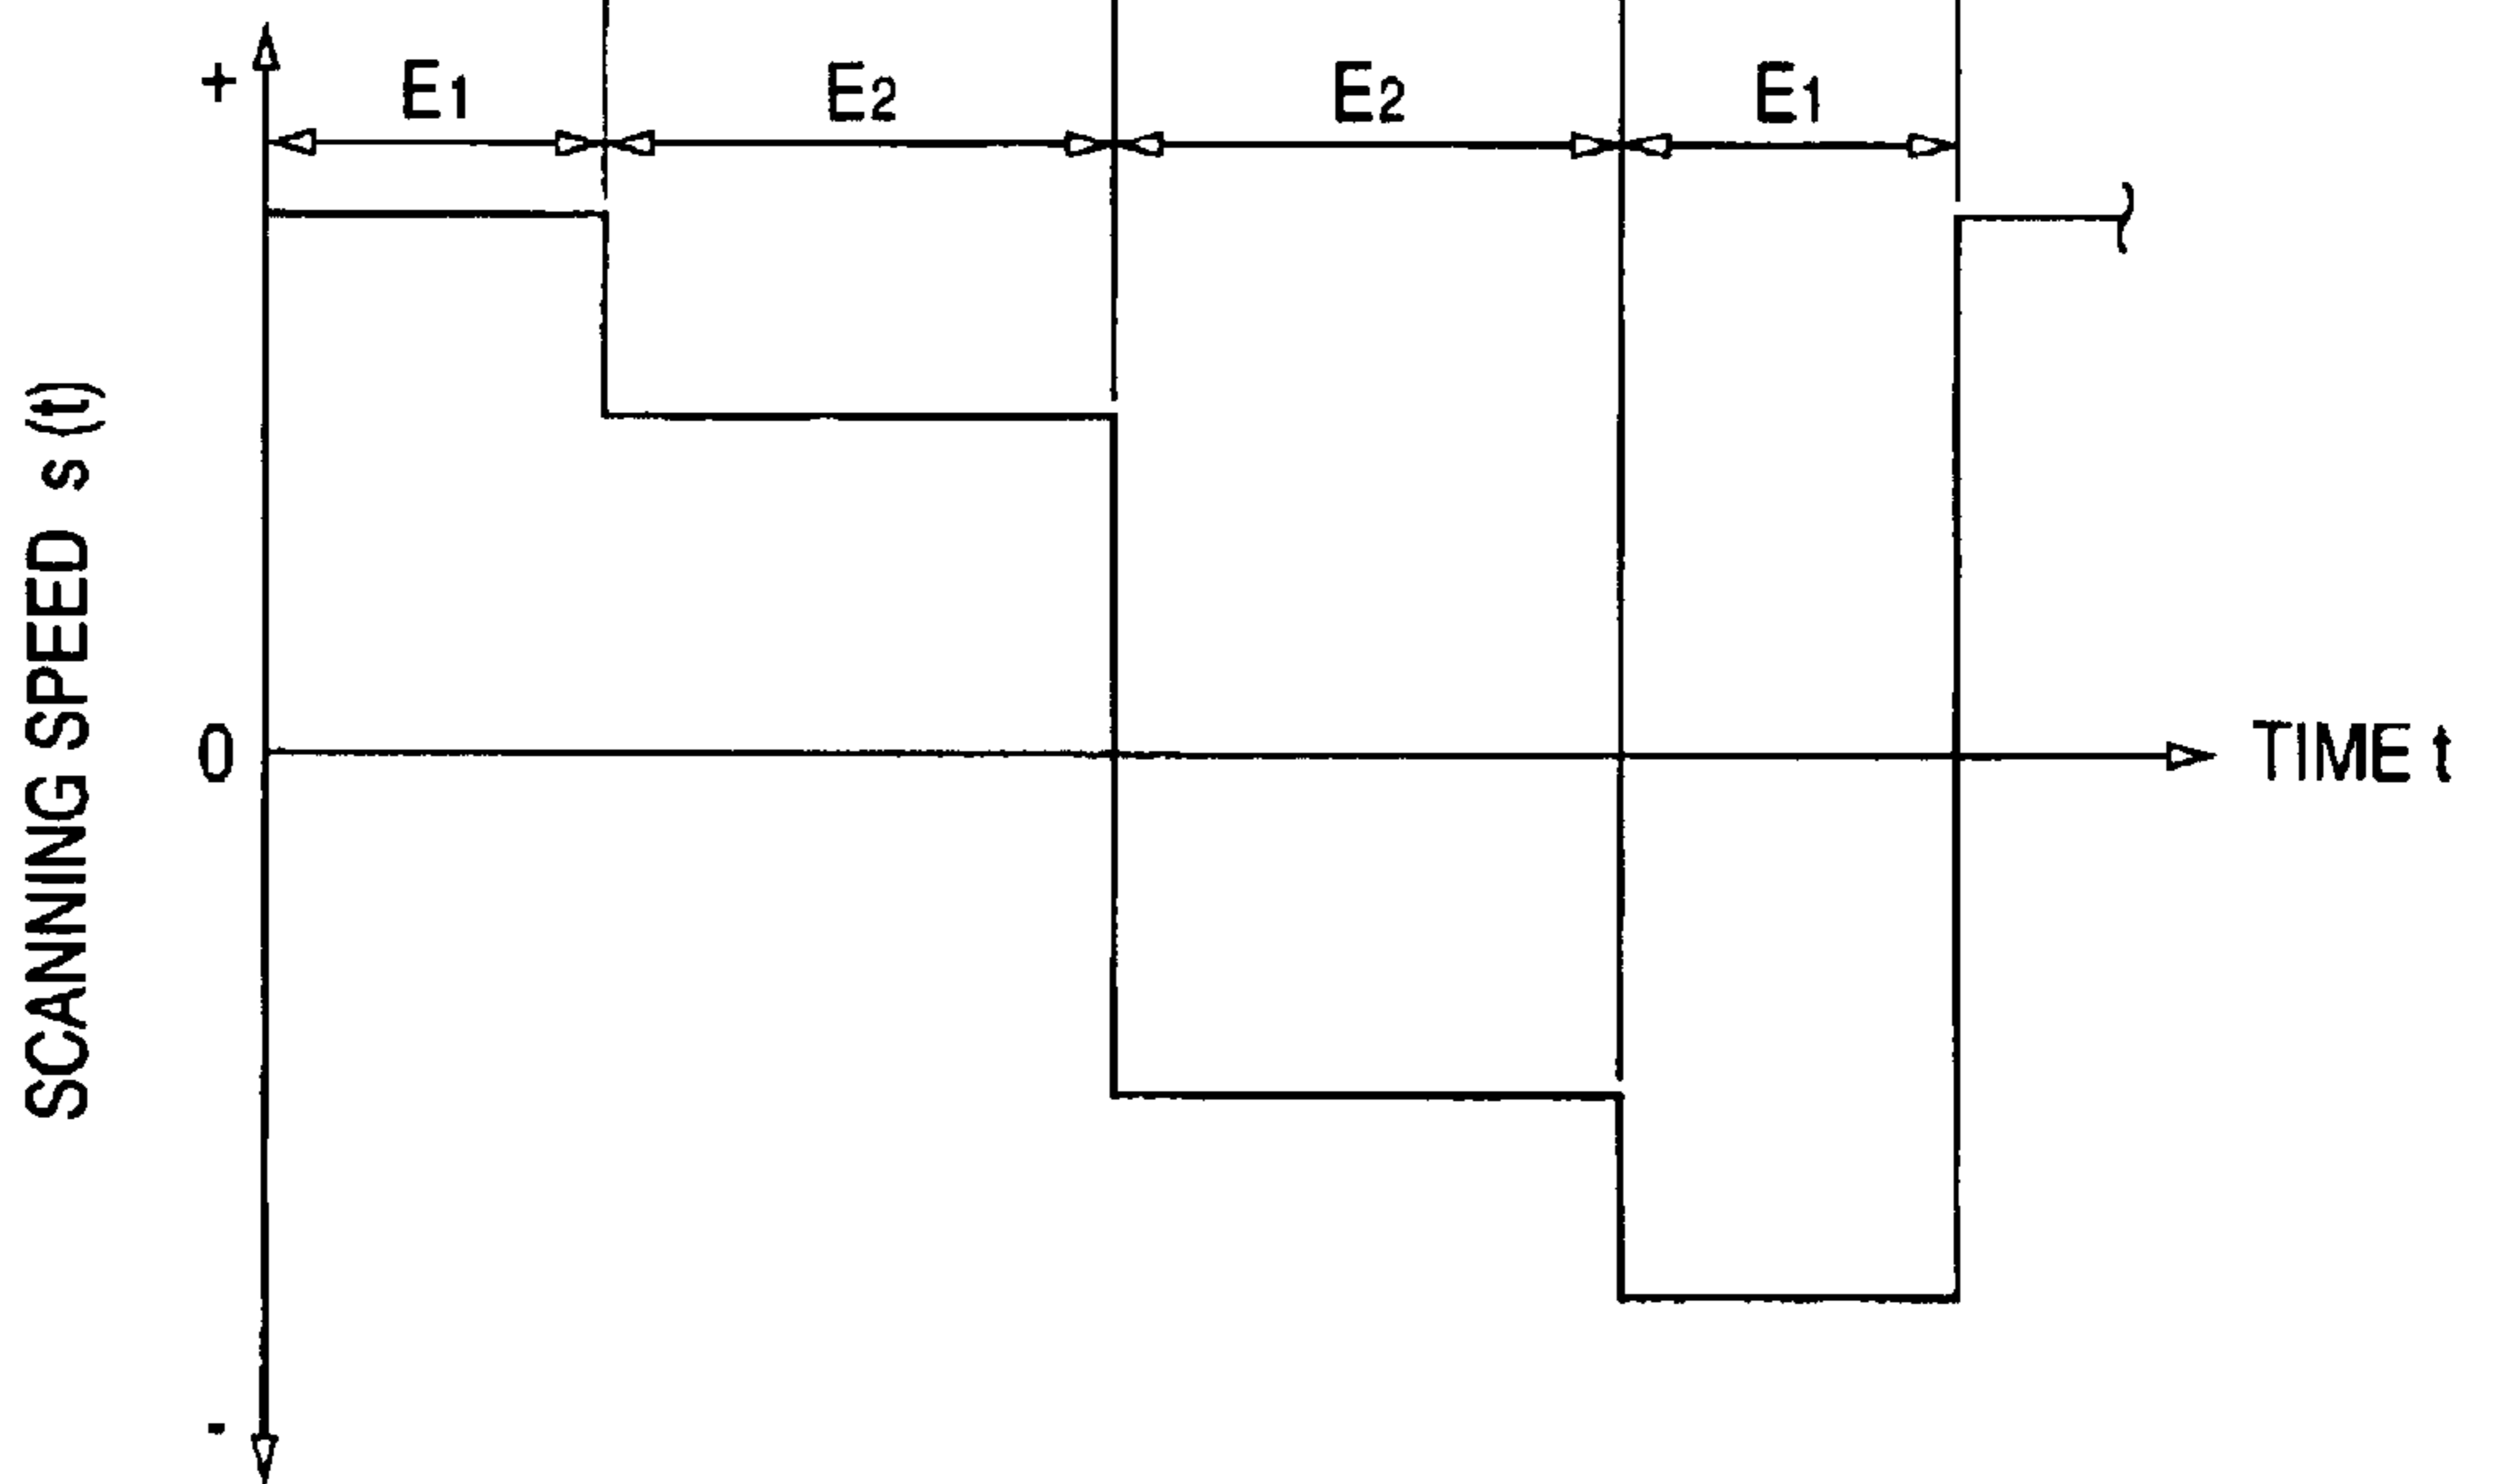 +
E1 E2 E2 E1
SCANNING SPEED s (t)
0
TIME t
-